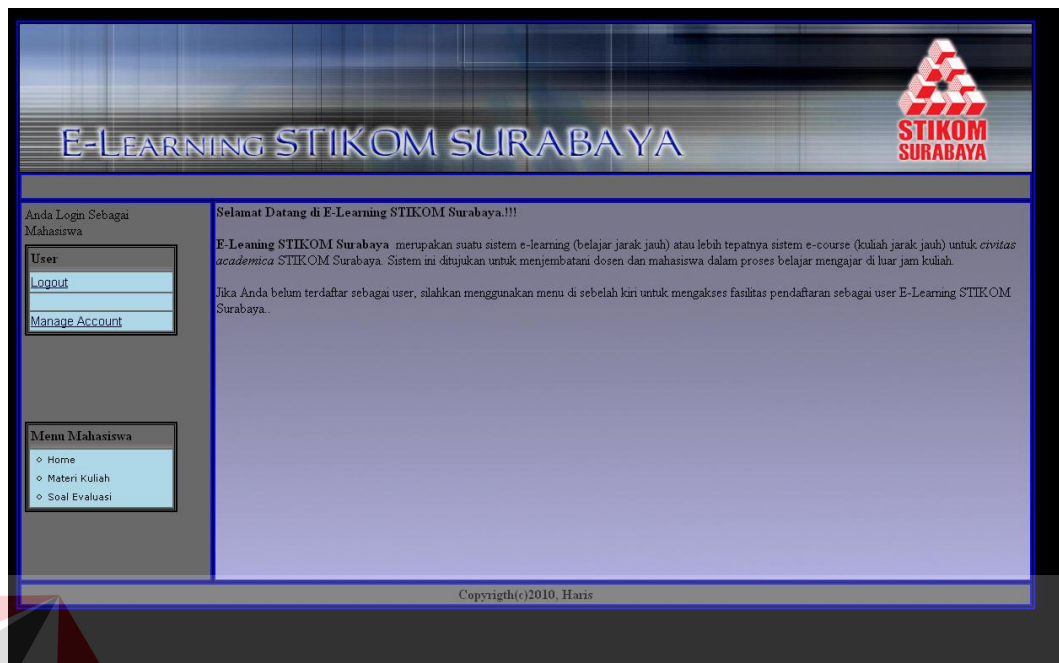 E-LEARNING STIKOM SURABAYA
STIKOM
SURABAYA
Anda Login Sebagai
Mahasiswa
User
Logout
Manage Account
Menu Mahasiswa
Home
Materi Kuliah
Soal Evaluasi
Selamat Datang di E-Learning STIKOM Surabaya.!!!
E-Leaning STIKOM Surabaya merupakan suatu sistem e-learning (belajar jarak jauh) atau lebih tepatnya sistem e-course (kuliah jarak jauh) untuk civitas
academica STIKOM Surabaya. Sistem ini ditujukan untuk menjembatani dosen dan mahasiswa dalam proses belajar mengajar di luar jam kuliah.
Jika Anda belum terdaftar sebagai user, silahkan menggunakan menu di sebelah kiri untuk mengakses fasilitas pendaftaran sebagai user E-Learning STIKOM
Surabaya..
Copyrigth(c)2010, Haris